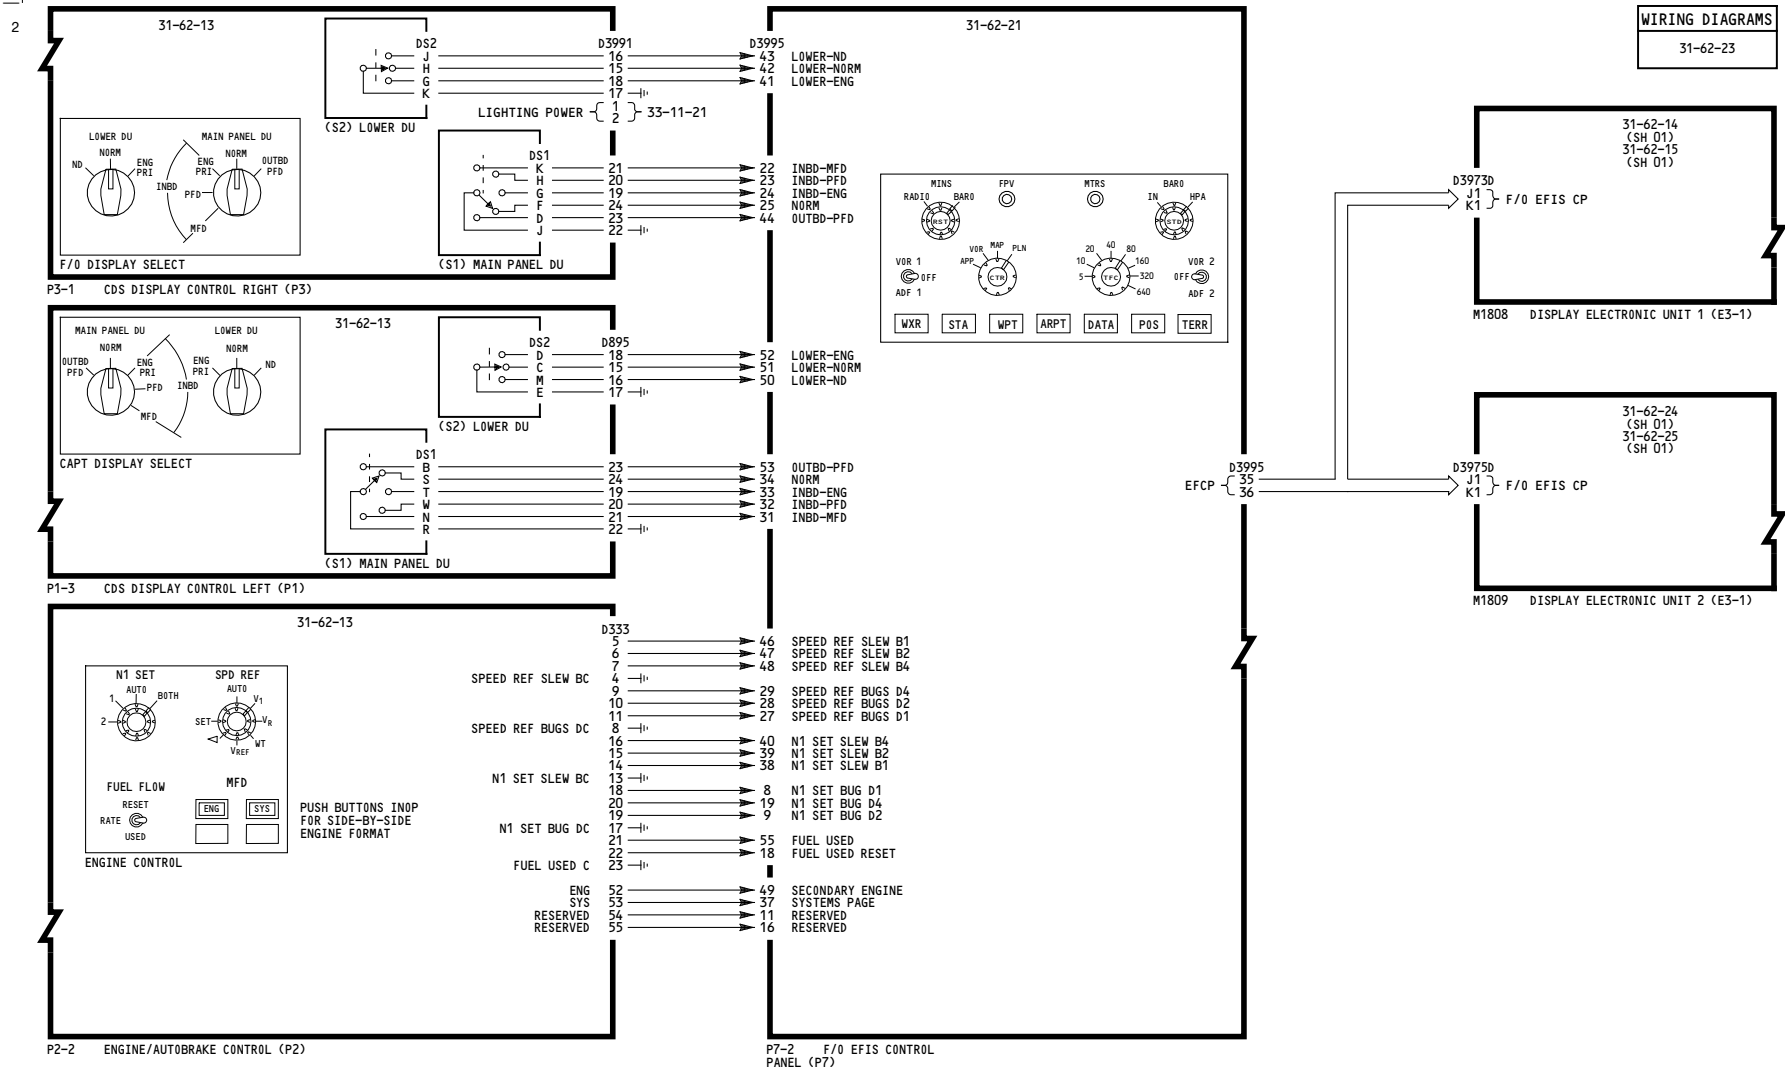 2
WIRING DIAGRAMS
31-62-23
31-62-13
DS2
J
H
G
K
(S2) LOWER DU
D3991
16
15
18
17
LIGHTING POWER
1
2
33-11-21
D3995
43 LOWER-ND
42 LOWER-NORM
41 LOWER-ENG
LOWER DU
ND
NORM
ENG
PRI
MAIN PANEL DU
INBD
ENG
PRI
NORM
OUTBD
PFD
PFD
MFD
F/O DISPLAY SELECT
DS1
K
H
G
F
D
J
(S1) MAIN PANEL DU
21
20
19
24
23
22
22 INBD-MFD
23 INBD-PFD
24 INBD-ENG
25 NORM
44 OUTBD-PFD
P3-1 CDS DISPLAY CONTROL RIGHT (P3)
31-62-13
MAIN PANEL DU
NORM
OUTBD
PFD
ENG
PRI
PFD
INBD
MFD
LOWER DU
NORM
ENG
PRI
ND
CAPT DISPLAY SELECT
DS2
D
C
M
E
(S2) LOWER DU
D895
18
15
16
17
52 LOWER-ENG
51 LOWER-NORM
50 LOWER-ND
DS1
B
S
T
W
N
R
(S1) MAIN PANEL DU
23
24
19
20
21
22
53 OUTBD-PFD
34 NORM
33 INBD-ENG
32 INBD-PFD
31 INBD-MFD
P1-3 CDS DISPLAY CONTROL LEFT (P1)
31-62-13
N1 SET
AUTO
1
BOTH
2
SPD REF
AUTO
V1
SET
VR
WT
VREF
FUEL FLOW
RESET
RATE
USED
MFD
ENG
SYS
PUSH BUTTONS INOP
FOR SIDE-BY-SIDE
ENGINE FORMAT
ENGINE CONTROL
D333
5
6
7
SPEED REF SLEW BC 4
9
10
11
SPEED REF BUGS DC 8
16
15
14
N1 SET SLEW BC 13
18
20
19
N1 SET BUG DC 17
21
22
FUEL USED C 23
ENG 52
SYS 53
RESERVED 54
RESERVED 55
46 SPEED REF SLEW B1
47 SPEED REF SLEW B2
48 SPEED REF SLEW B4
29 SPEED REF BUGS D4
28 SPEED REF BUGS D2
27 SPEED REF BUGS D1
40 N1 SET SLEW B4
39 N1 SET SLEW B2
38 N1 SET SLEW B1
8 N1 SET BUG D1
19 N1 SET BUG D4
9 N1 SET BUG D2
55 FUEL USED
18 FUEL USED RESET
49 SECONDARY ENGINE
37 SYSTEMS PAGE
11 RESERVED
16 RESERVED
P2-2 ENGINE/AUTOBRAKE CONTROL (P2)
31-62-21
MINS
RADIO
BARO
RST
FPV
MTRS
BARO
IN
HPA
STD
VOR 1
OFF
ADF 1
APP
VOR
MAP
PLN
CTR
5
10
20
40
80
160
320
640
TFC
VOR 2
OFF
ADF 2
WXR
STA
WPT
ARPT
DATA
POS
TERR
EFCP
D3995
35
36
P7-2 F/O EFIS CONTROL
PANEL (P7)
31-62-14
(SH 01)
31-62-15
(SH 01)
D3973D
J1
K1
F/O EFIS CP
M1808 DISPLAY ELECTRONIC UNIT 1 (E3-1)
31-62-24
(SH 01)
31-62-25
(SH 01)
D3975D
J1
K1
F/O EFIS CP
M1809 DISPLAY ELECTRONIC UNIT 2 (E3-1)